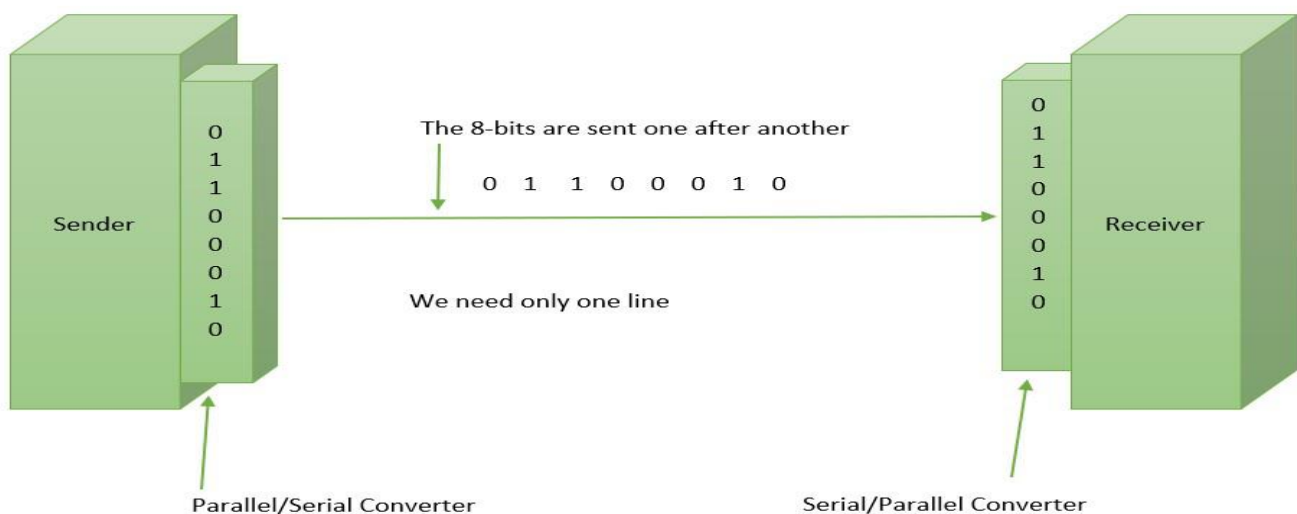 The 8-bits are sent one after another
0 1 1 0 0 0 1 0
We need only one line
Sender
0
1
1
0
0
0
1
0
Parallel/Serial Converter
0
1
1
0
0
0
1
0
Receiver
Serial/Parallel Converter